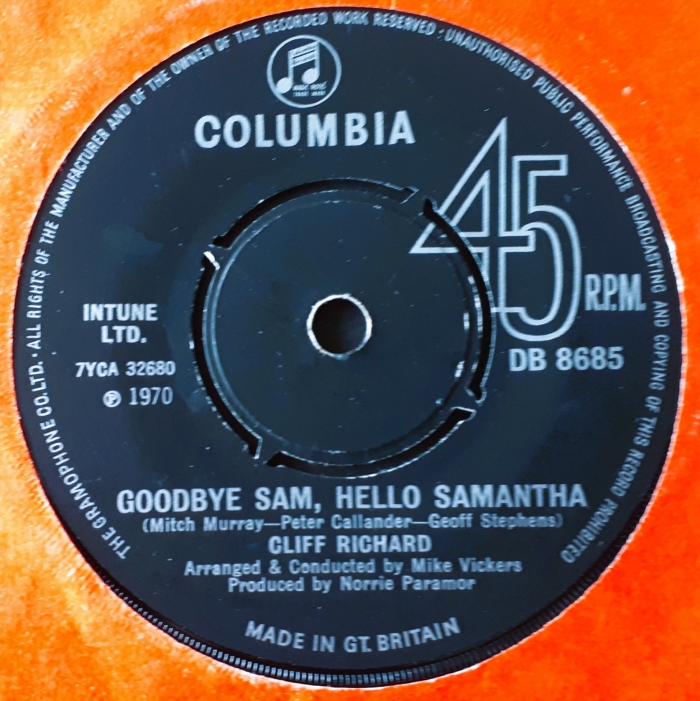 THE GRAMOPHONE CO. LTD. · ALL RIGHTS OF THE MANUFACTURER AND OF THE OWNER OF THE RECORDED WORK RESERVED · UNAUTHORISED PUBLIC PERFORMANCE BROADCASTING AND COPYING OF THIS RECORD PROHIBITED
COLUMBIA
45
R.P.M.
INTUNE
LTD.
DB 8685
7YCA 32680
℗ 1970
GOODBYE SAM, HELLO SAMANTHA
(Mitch Murray—Peter Callander—Geoff Stephens)
CLIFF RICHARD
Arranged & Conducted by Mike Vickers
Produced by Norrie Paramor
MADE IN GT. BRITAIN